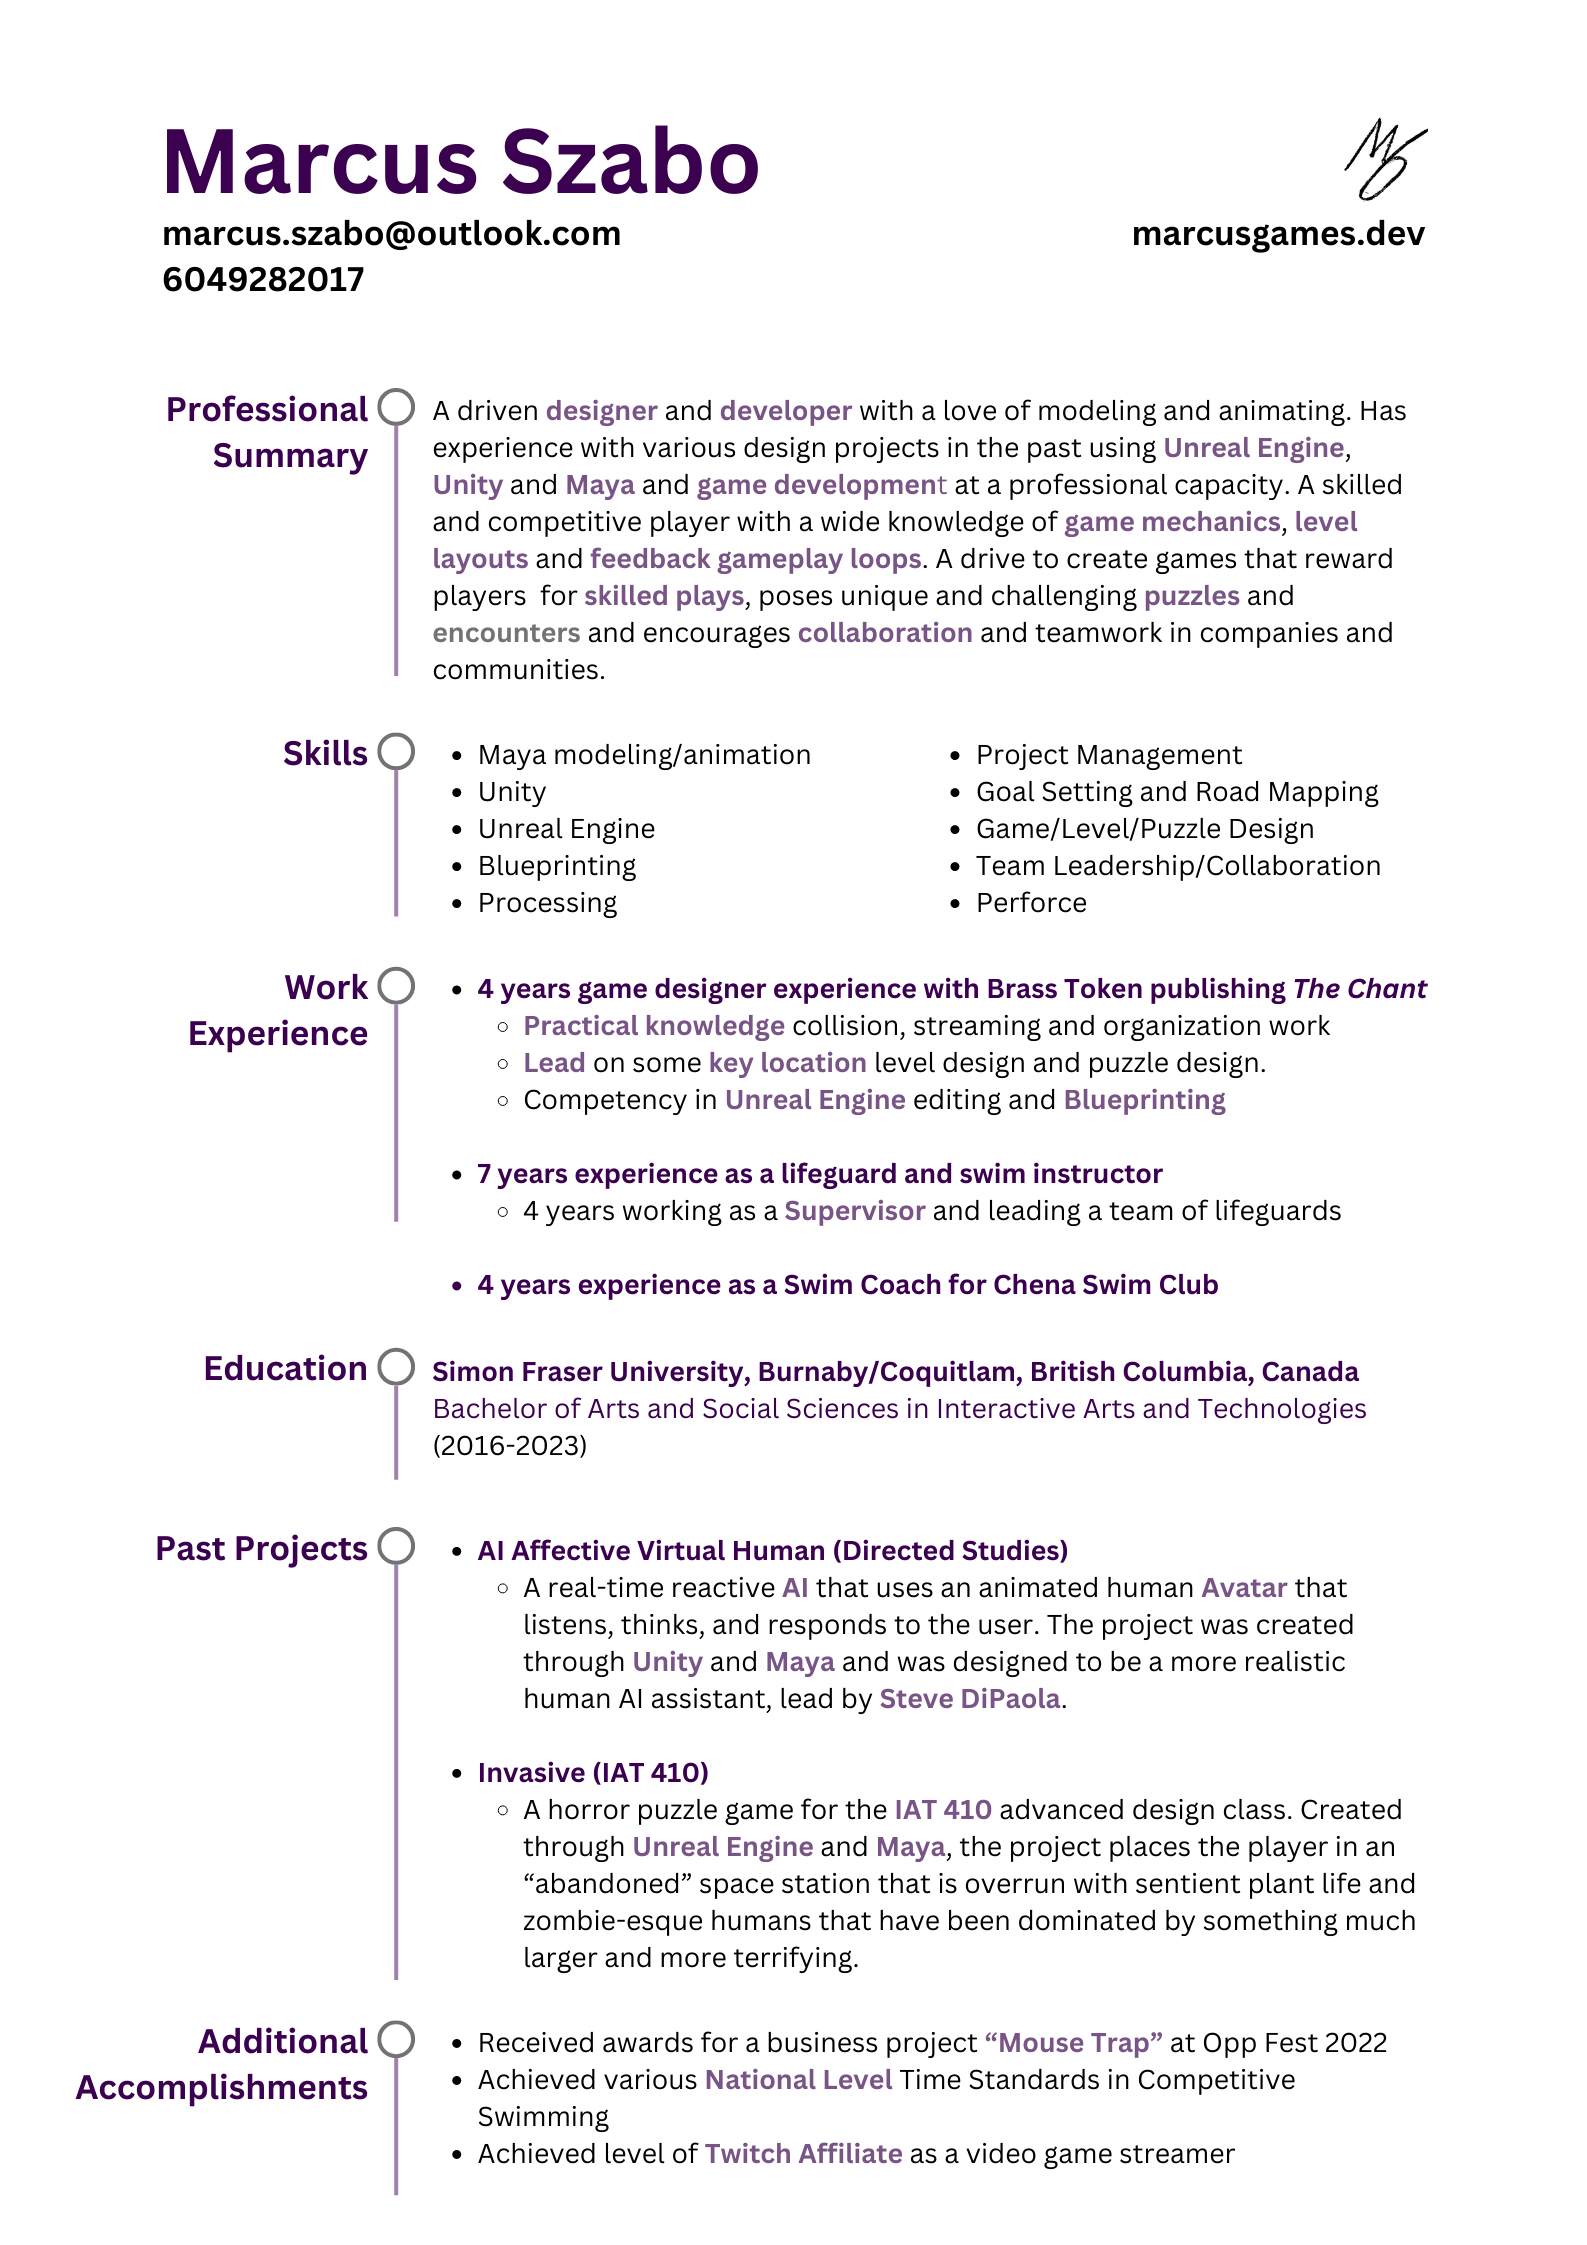 Marcus Szabo
marcus.szabo@outlook.com
6049282017
marcusgames.dev
Professional
Summary
A driven designer and developer with a love of modeling and animating. Has
experience with various design projects in the past using Unreal Engine,
Unity and Maya and game development at a professional capacity. A skilled
and competitive player with a wide knowledge of game mechanics, level
layouts and feedback gameplay loops. A drive to create games that reward
players  for skilled plays, poses unique and challenging puzzles and
encounters and encourages collaboration and teamwork in companies and
communities.
Skills
• Maya modeling/animation
• Unity
• Unreal Engine
• Blueprinting
• Processing
• Project Management
• Goal Setting and Road Mapping
• Game/Level/Puzzle Design
• Team Leadership/Collaboration
• Perforce
Work
Experience
• 4 years game designer experience with Brass Token publishing The Chant
◦ Practical knowledge collision, streaming and organization work
◦ Lead on some key location level design and puzzle design.
◦ Competency in Unreal Engine editing and Blueprinting
• 7 years experience as a lifeguard and swim instructor
◦ 4 years working as a Supervisor and leading a team of lifeguards
• 4 years experience as a Swim Coach for Chena Swim Club
Education
Simon Fraser University, Burnaby/Coquitlam, British Columbia, Canada
Bachelor of Arts and Social Sciences in Interactive Arts and Technologies
(2016-2023)
Past Projects
• AI Affective Virtual Human (Directed Studies)
◦ A real-time reactive AI that uses an animated human Avatar that
listens, thinks, and responds to the user. The project was created
through Unity and Maya and was designed to be a more realistic
human AI assistant, lead by Steve DiPaola.
• Invasive (IAT 410)
◦ A horror puzzle game for the IAT 410 advanced design class. Created
through Unreal Engine and Maya, the project places the player in an
“abandoned” space station that is overrun with sentient plant life and
zombie-esque humans that have been dominated by something much
larger and more terrifying.
Additional
Accomplishments
• Received awards for a business project “Mouse Trap” at Opp Fest 2022
• Achieved various National Level Time Standards in Competitive
Swimming
• Achieved level of Twitch Affiliate as a video game streamer